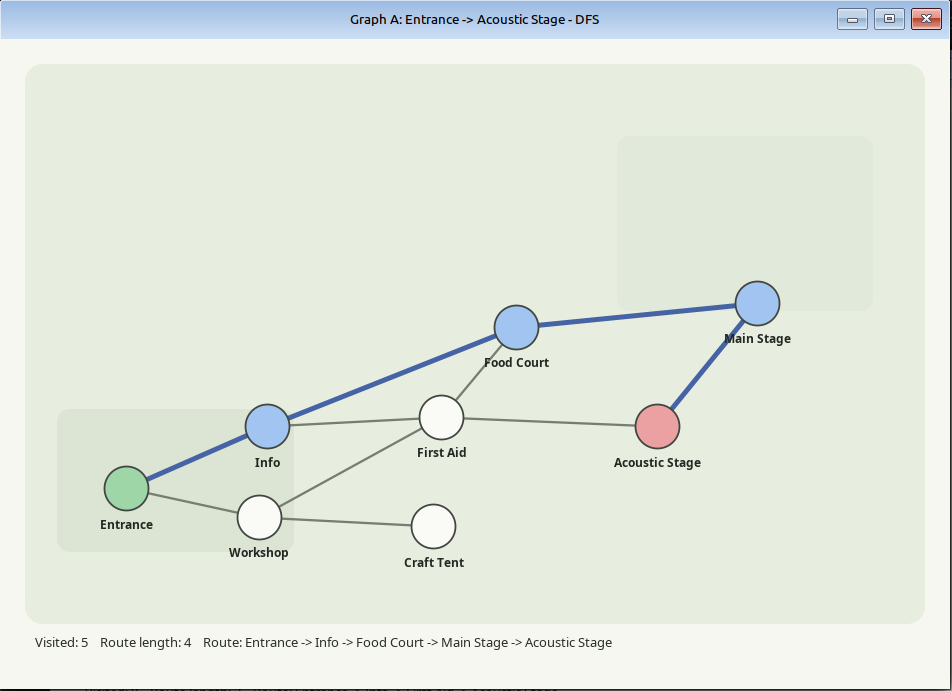 Graph A: Entrance -> Acoustic Stage - DFS
Main Stage
Food Court
First Aid
Info
Acoustic Stage
Entrance
Workshop
Craft Tent
Visited: 5 Route length: 4 Route: Entrance -> Info -> Food Court -> Main Stage -> Acoustic Stage